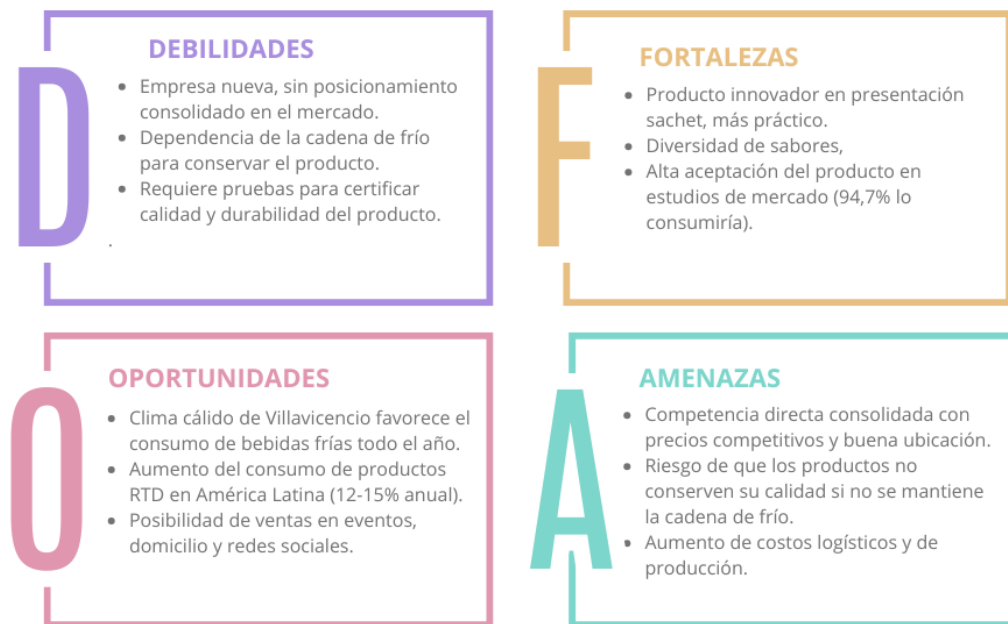 D
DEBILIDADES
• Empresa nueva, sin posicionamiento
consolidado en el mercado.
• Dependencia de la cadena de frío
para conservar el producto.
• Requiere pruebas para certificar
calidad y durabilidad del producto.
.
F
FORTALEZAS
• Producto innovador en presentación
sachet, más práctico.
• Diversidad de sabores,
• Alta aceptación del producto en
estudios de mercado (94,7% lo
consumiría).
O
OPORTUNIDADES
• Clima cálido de Villavicencio favorece el
consumo de bebidas frías todo el año.
• Aumento del consumo de productos
RTD en América Latina (12-15% anual).
• Posibilidad de ventas en eventos,
domicilio y redes sociales.
A
AMENAZAS
• Competencia directa consolidada con
precios competitivos y buena ubicación.
• Riesgo de que los productos no
conserven su calidad si no se mantiene
la cadena de frío.
• Aumento de costos logísticos y de
producción.